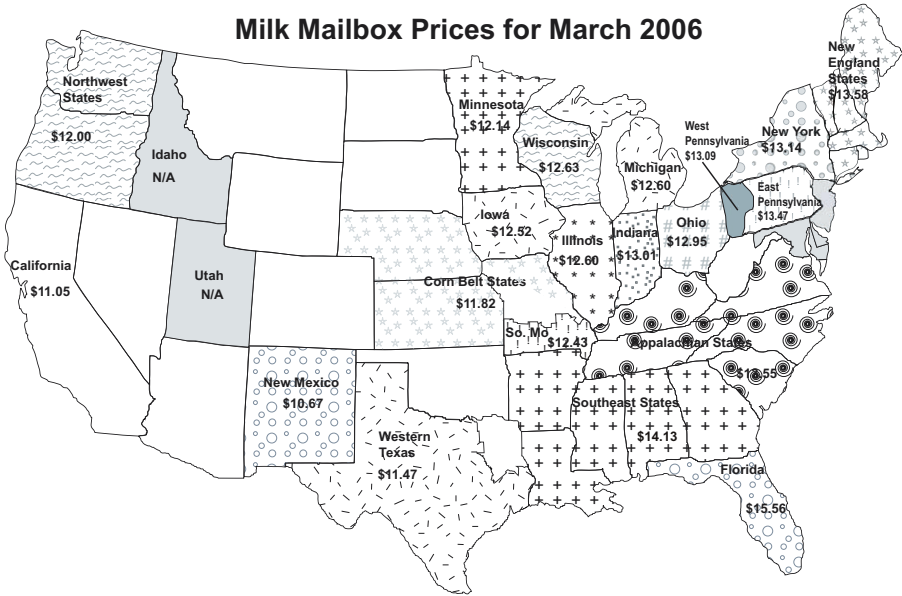 Milk Mailbox Prices for March 2006
Northwest
States
$12.00
Idaho
N/A
Minnesota
$12.14
Wisconsin
$12.63
Michigan
$12.60
West
Pennsylvania
$13.09
New York
$13.14
New
England
States
$13.58
East
Pennsylvania
$13.47
Iowa
$12.52
Illinois
$12.60
Indiana
$13.01
Ohio
$12.95
California
$11.05
Utah
N/A
Corn Belt States
$11.82
So. Mo
$12.43
Appalachian States
$13.55
New Mexico
$10.67
Western
Texas
$11.47
Southeast States
$14.13
Florida
$15.56